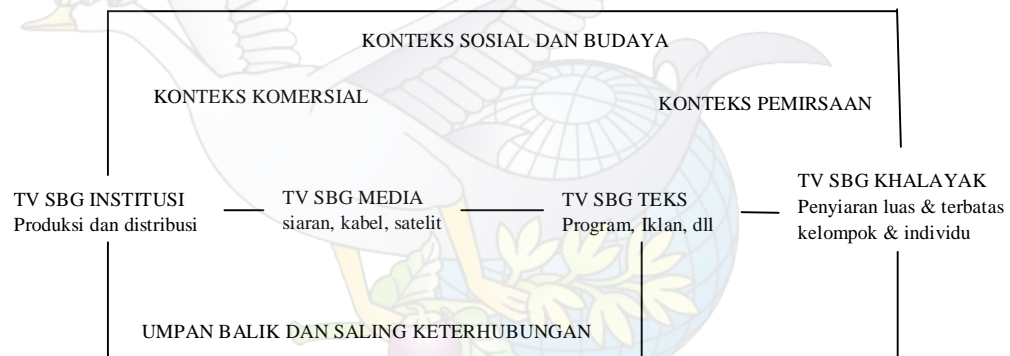 KONTEKS SOSIAL DAN BUDAYA
KONTEKS KOMERSIAL
KONTEKS PEMIRSAAN
TV SBG INSTITUSI
Produksi dan distribusi
TV SBG MEDIA
siaran, kabel, satelit
TV SBG TEKS
Program, Iklan, dll
TV SBG KHALAYAK
Penyiaran luas & terbatas
kelompok & individu
UMPAN BALIK DAN SALING KETERHUBUNGAN